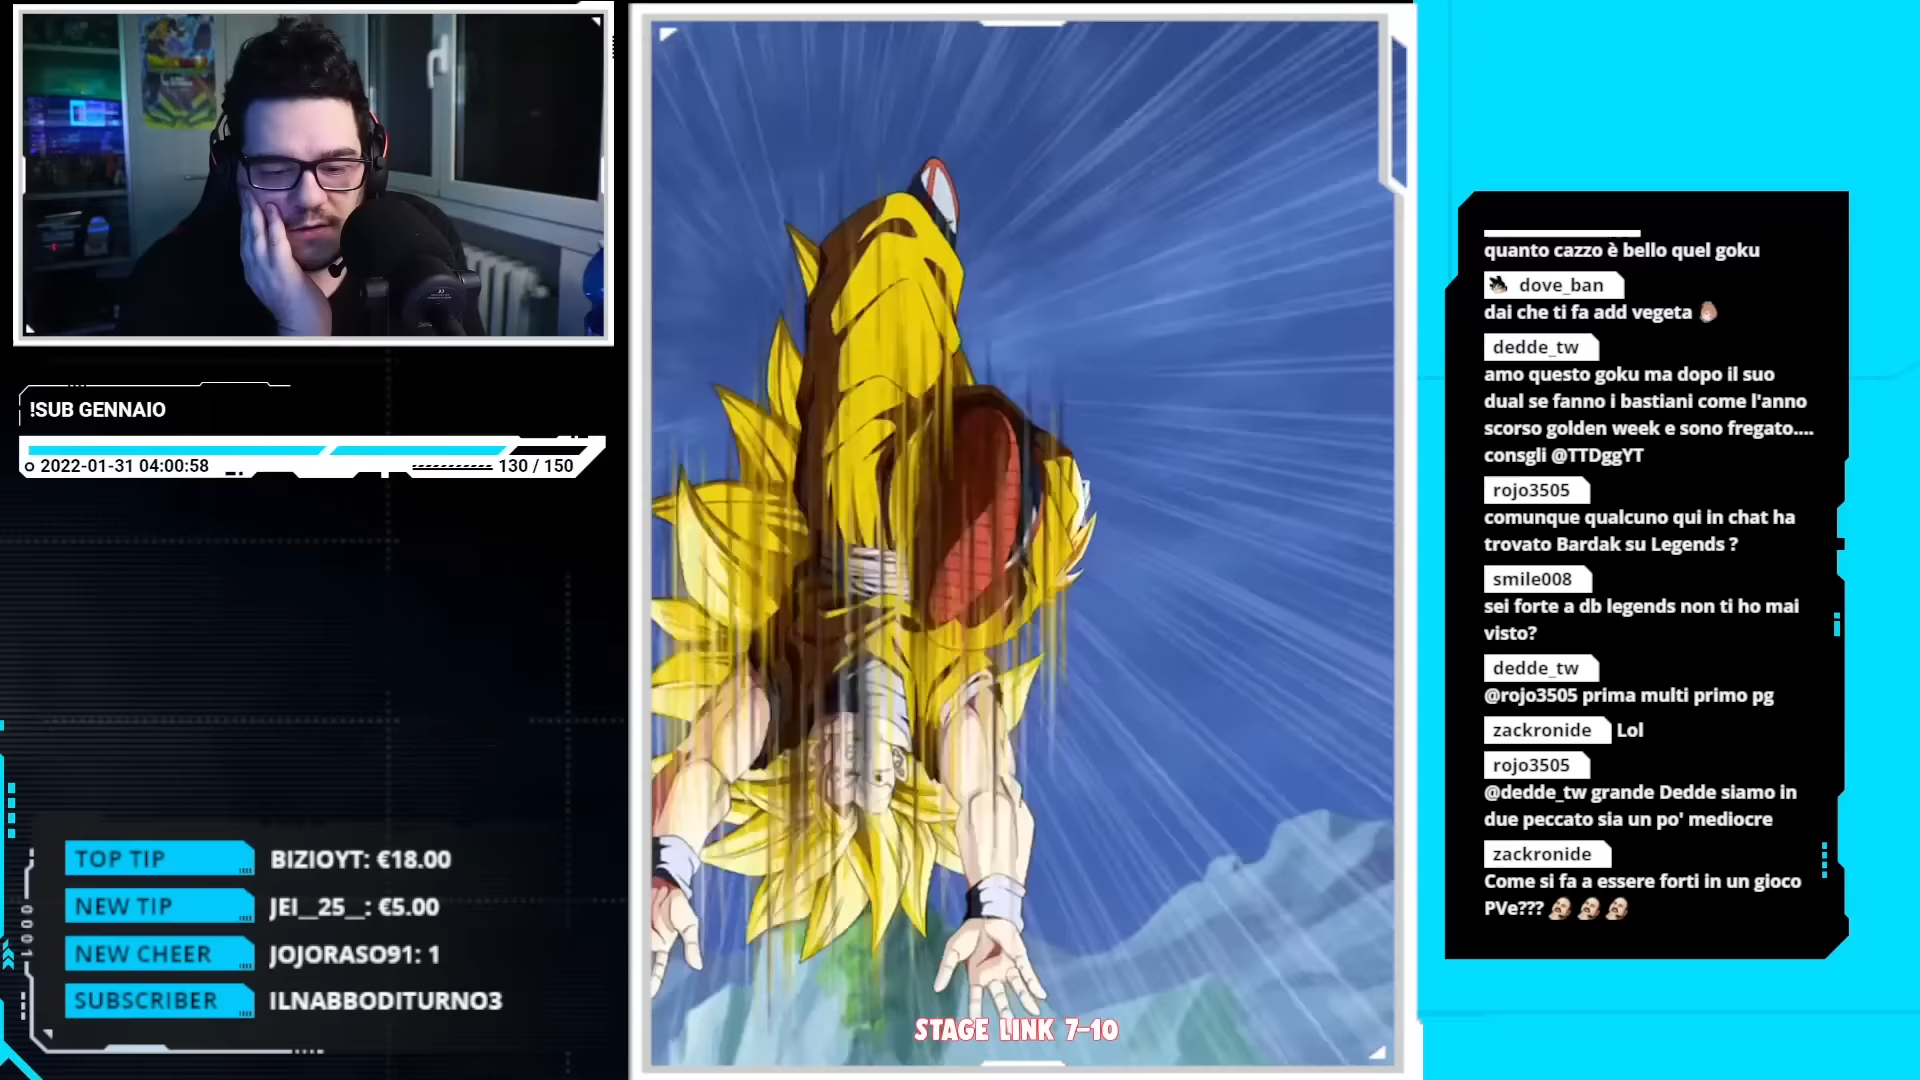 !SUB GENNAIO
2022-01-31 04:00:58
130 / 150
TOP TIP
BIZIOYT: €18.00
NEW TIP
JEI__25__: €5.00
NEW CHEER
JOJORASO91: 1
SUBSCRIBER
ILNABBODITURNO3
0001
STAGE LINK 7-10
quanto cazzo è bello quel goku
dove_ban
dai che ti fa add vegeta
dedde_tw
amo questo goku ma dopo il suo
dual se fanno i bastiani come l'anno
scorso golden week e sono fregato....
consgli @TTDggYT
rojo3505
comunque qualcuno qui in chat ha
trovato Bardak su Legends ?
smile008
sei forte a db legends non ti ho mai
visto?
dedde_tw
@rojo3505 prima multi primo pg
zackronide Lol
rojo3505
@dedde_tw grande Dedde siamo in
due peccato sia un po' mediocre
zackronide
Come si fa a essere forti in un gioco
PVe???